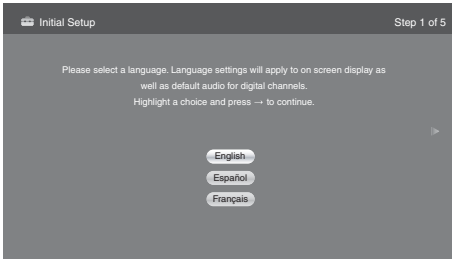 Initial Setup
Step 1 of 5
Please select a language. Language settings will apply to on screen display as
well as default audio for digital channels.
Highlight a choice and press → to continue.
English
Español
Français